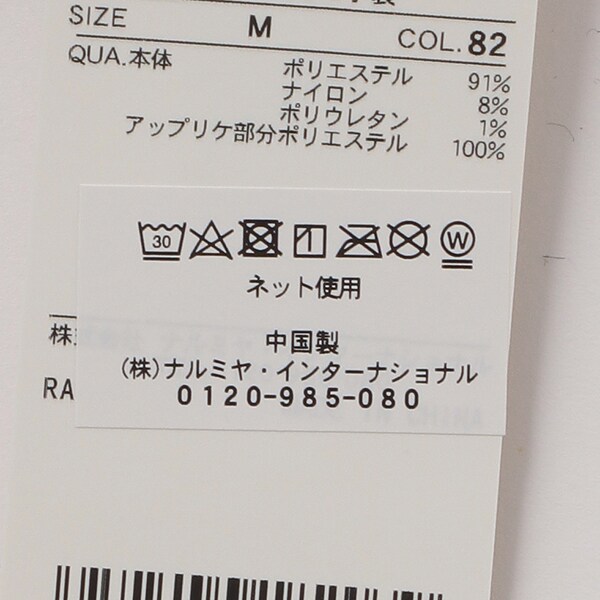 SIZE M COL. 82
QUA.本体 ポリエステル 91%
ナイロン 8%
ポリウレタン 1%
アップリケ部分ポリエステル 100%
30 W
ネット使用
中国製
(株)ナルミヤ・インターナショナル
0120-985-080
株
RA